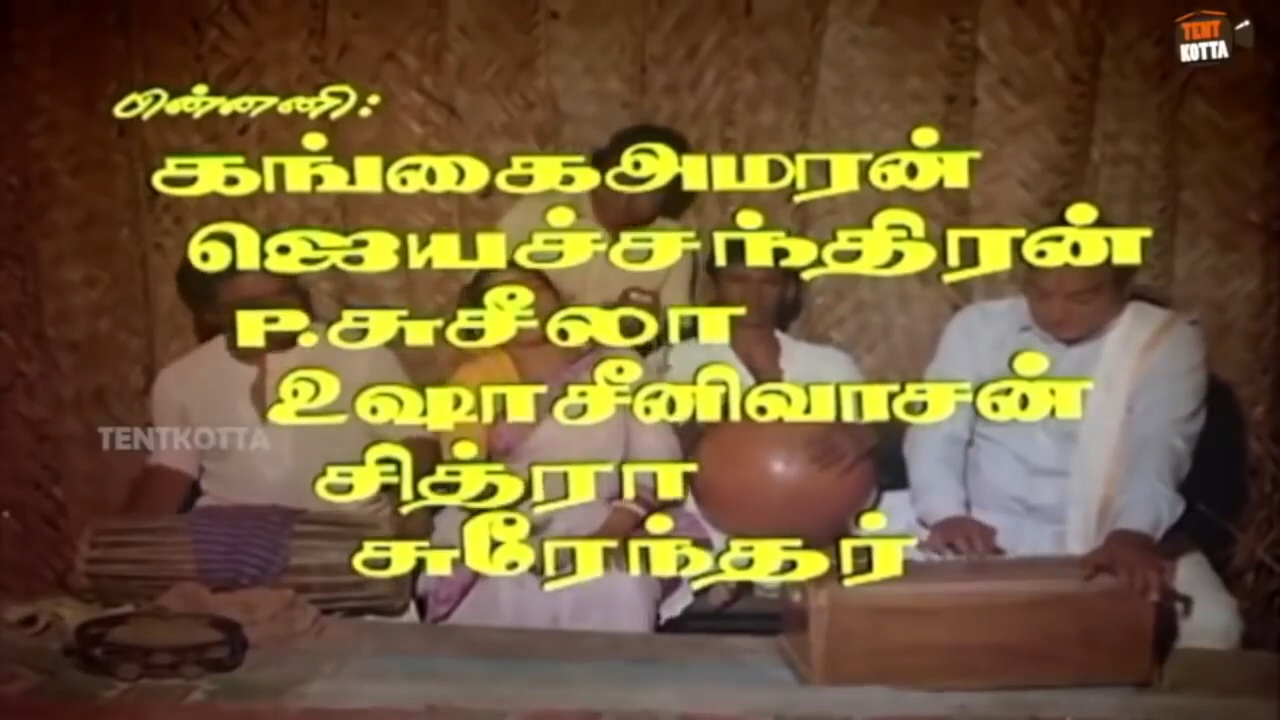 TENT
KOTTA
பின்னணி:
கங்கைஅமரன்
ஜெயச்சந்திரன்
P.சுசீலா
உஷாசீனிவாசன்
சித்ரா
சுரேந்தர்
TENTKOTTA